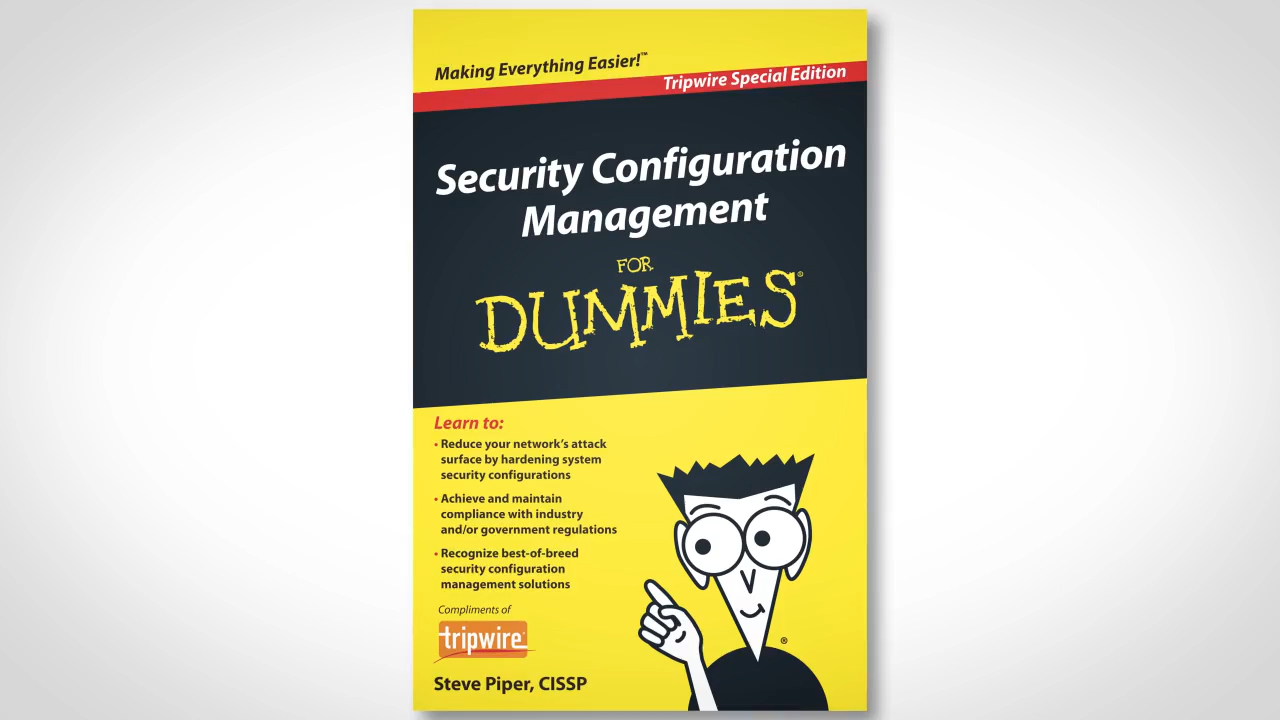 Making Everything Easier!™
Tripwire Special Edition
Security Configuration
Management
FOR
DUMMIES®
Learn to:
• Reduce your network's attack
surface by hardening system
security configurations
• Achieve and maintain
compliance with industry
and/or government regulations
• Recognize best-of-breed
security configuration
management solutions
Compliments of
tripwire
®
Steve Piper, CISSP